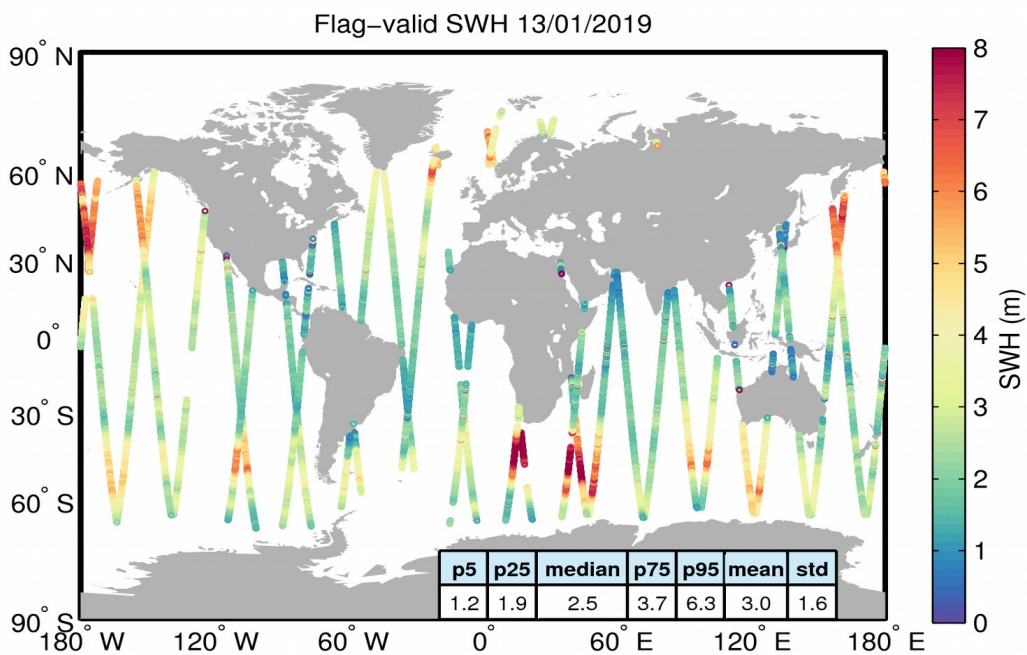 Flag−valid SWH 13/01/2019
90° N
60° N
30° N
0°
30° S
60° S
90° S
180° W
120° W
60° W
0°
60° E
120° E
180° E
8
7
6
5
4
3
2
1
0
SWH (m)
p5 p25 median p75 p95 mean std
1.2 1.9 2.5 3.7 6.3 3.0 1.6